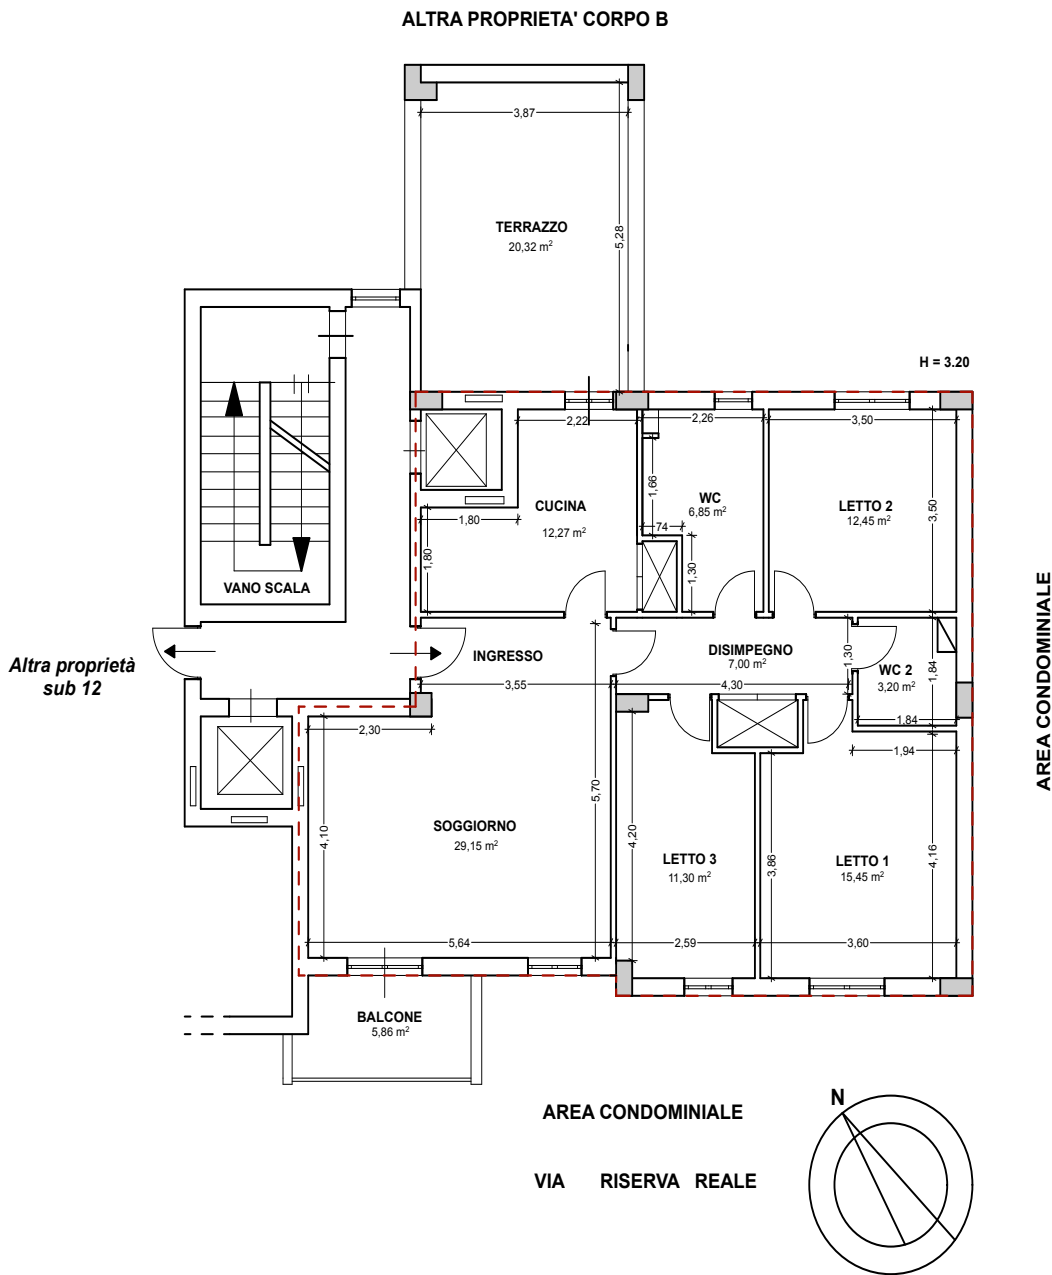 ALTRA PROPRIETA' CORPO B
3,87
TERRAZZO
20,32 m²
5,28
H = 3.20
2,22
2,26
3,50
CUCINA
12,27 m²
1,80
1,80
1,66
WC
6,85 m²
74
1,30
LETTO 2
12,45 m²
3,50
VANO SCALA
Altra proprietà
sub 12
INGRESSO
3,55
DISIMPEGNO
7,00 m²
4,30
1,30
WC 2
3,20 m²
1,84
1,84
1,94
2,30
4,10
SOGGIORNO
29,15 m²
5,70
5,64
4,20
LETTO 3
11,30 m²
2,59
3,86
LETTO 1
15,45 m²
4,16
3,60
AREA CONDOMINIALE
BALCONE
5,86 m²
AREA CONDOMINIALE
VIA RISERVA REALE
N